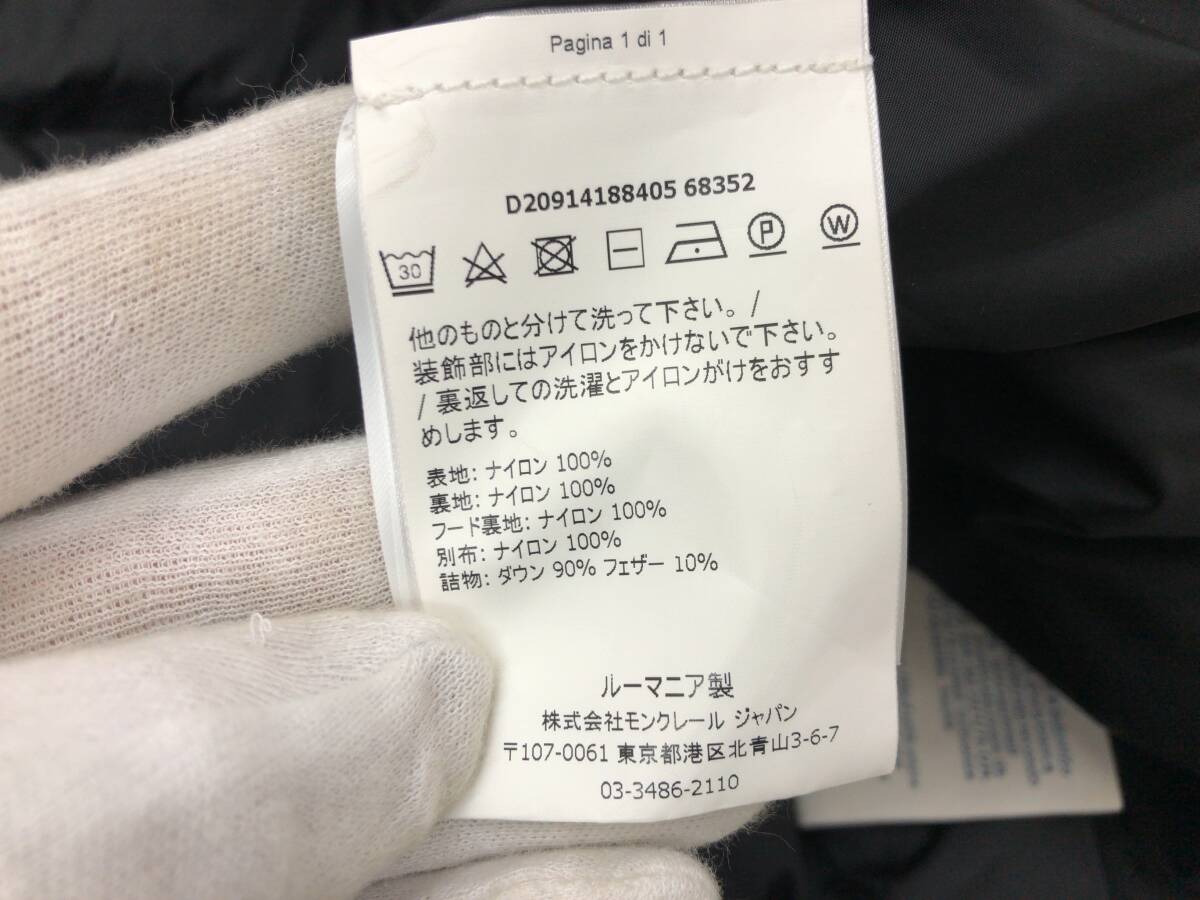 Pagina 1 di 1
D20914188405 68352
30 P W
他のものと分けて洗って下さい。/
装飾部にはアイロンをかけないで下さい。
/ 裏返しての洗濯とアイロンがけをおすす
めします。
表地: ナイロン 100%
裏地: ナイロン 100%
フード裏地: ナイロン 100%
別布: ナイロン 100%
詰物: ダウン 90% フェザー 10%
ルーマニア製
株式会社モンクレール ジャパン
〒107-0061 東京都港区北青山3-6-7
03-3486-2110